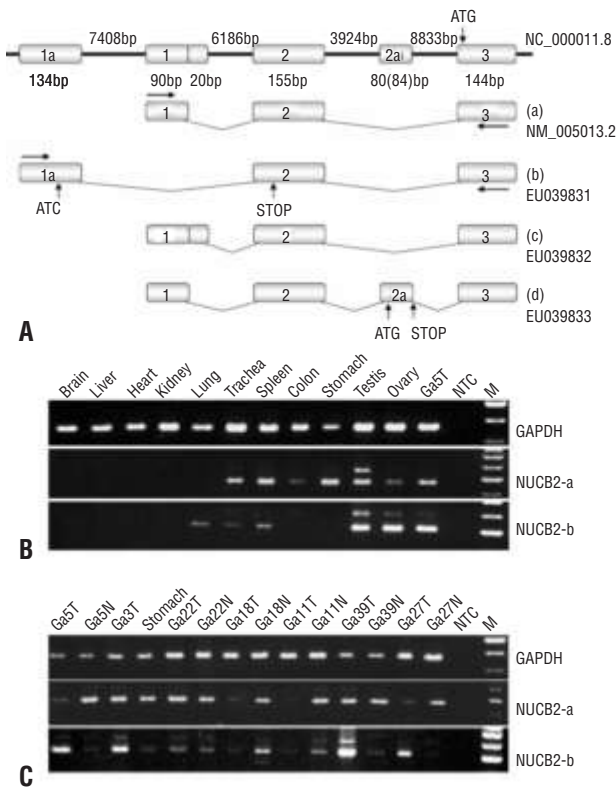 ATG
7408bp 6186bp 3924bp 8833bp
1a 1 2 2a 3 NC_000011.8
134bp 90bp 20bp 155bp 80(84)bp 144bp
1 2 3 (a)
NM_005013.2
1a 2 3 (b)
EU039831
ATC STOP
1 2 3 (c)
EU039832
1 2 2a 3 (d)
EU039833
A ATG STOP
Brain Liver Heart Kidney Lung Trachea Spleen Colon Stomach Testis Ovary Ga5T NTC M
GAPDH
NUCB2-a
NUCB2-b
B
Ga5T Ga5N Ga3T Stomach Ga22T Ga22N Ga18T Ga18N Ga11T Ga11N Ga39T Ga39N Ga27T Ga27N NTC M
GAPDH
NUCB2-a
NUCB2-b
C